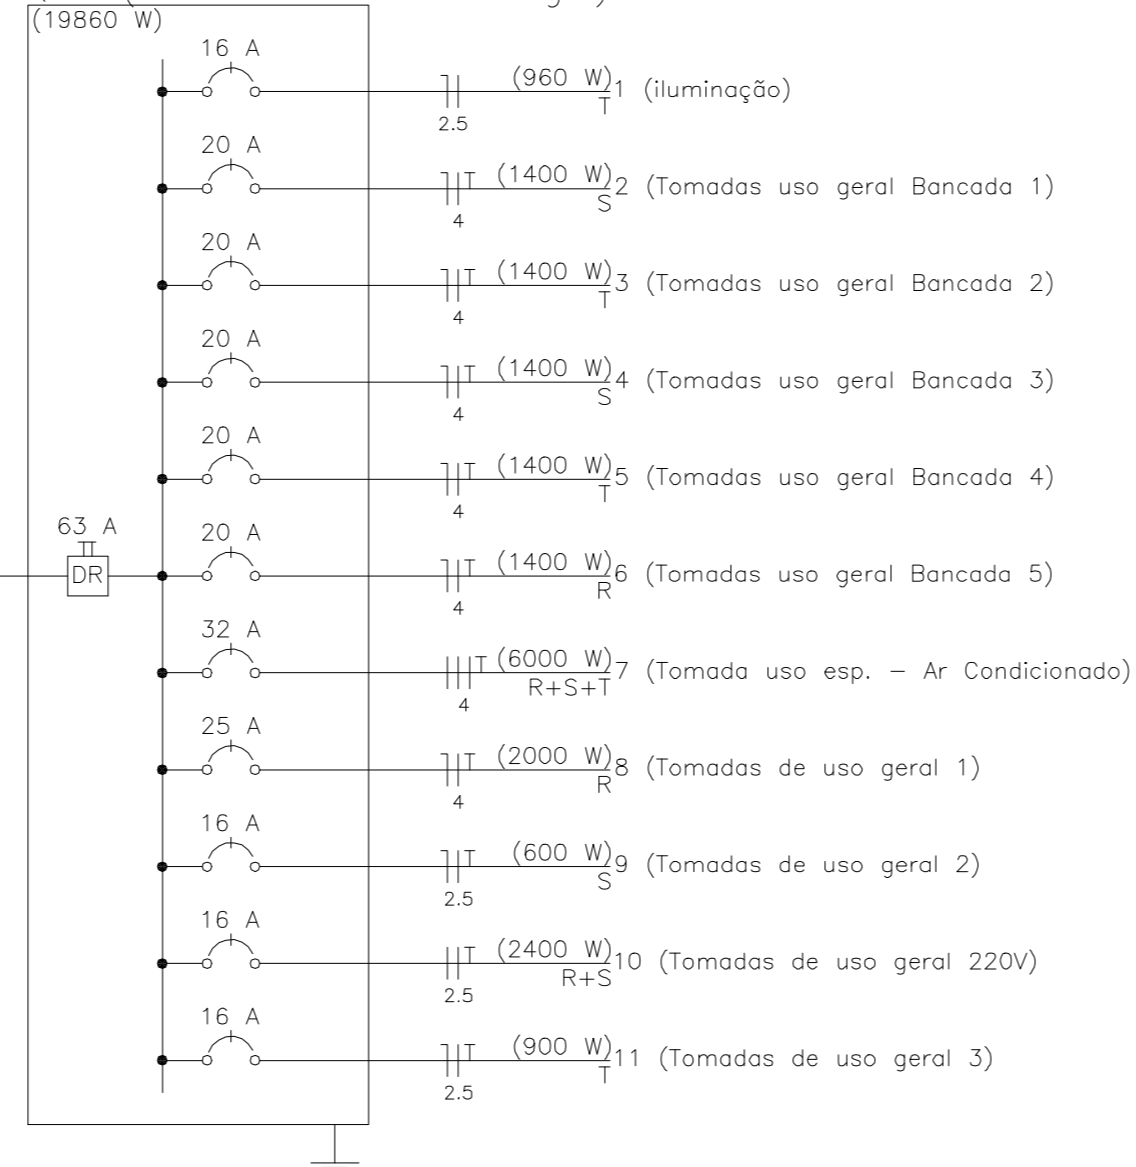 (19860 W)
16 A
(960 W) 1 (iluminação)
T
2.5
20 A
T (1400 W) 2 (Tomadas uso geral Bancada 1)
S
4
20 A
T (1400 W) 3 (Tomadas uso geral Bancada 2)
T
4
20 A
T (1400 W) 4 (Tomadas uso geral Bancada 3)
S
4
20 A
T (1400 W) 5 (Tomadas uso geral Bancada 4)
T
4
63 A
DR
20 A
T (1400 W) 6 (Tomadas uso geral Bancada 5)
R
4
32 A
T (6000 W) 7 (Tomada uso esp. – Ar Condicionado)
R+S+T
4
25 A
T (2000 W) 8 (Tomadas de uso geral 1)
R
4
16 A
T (600 W) 9 (Tomadas de uso geral 2)
S
2.5
16 A
T (2400 W) 10 (Tomadas de uso geral 220V)
R+S
2.5
16 A
T (900 W) 11 (Tomadas de uso geral 3)
T
2.5